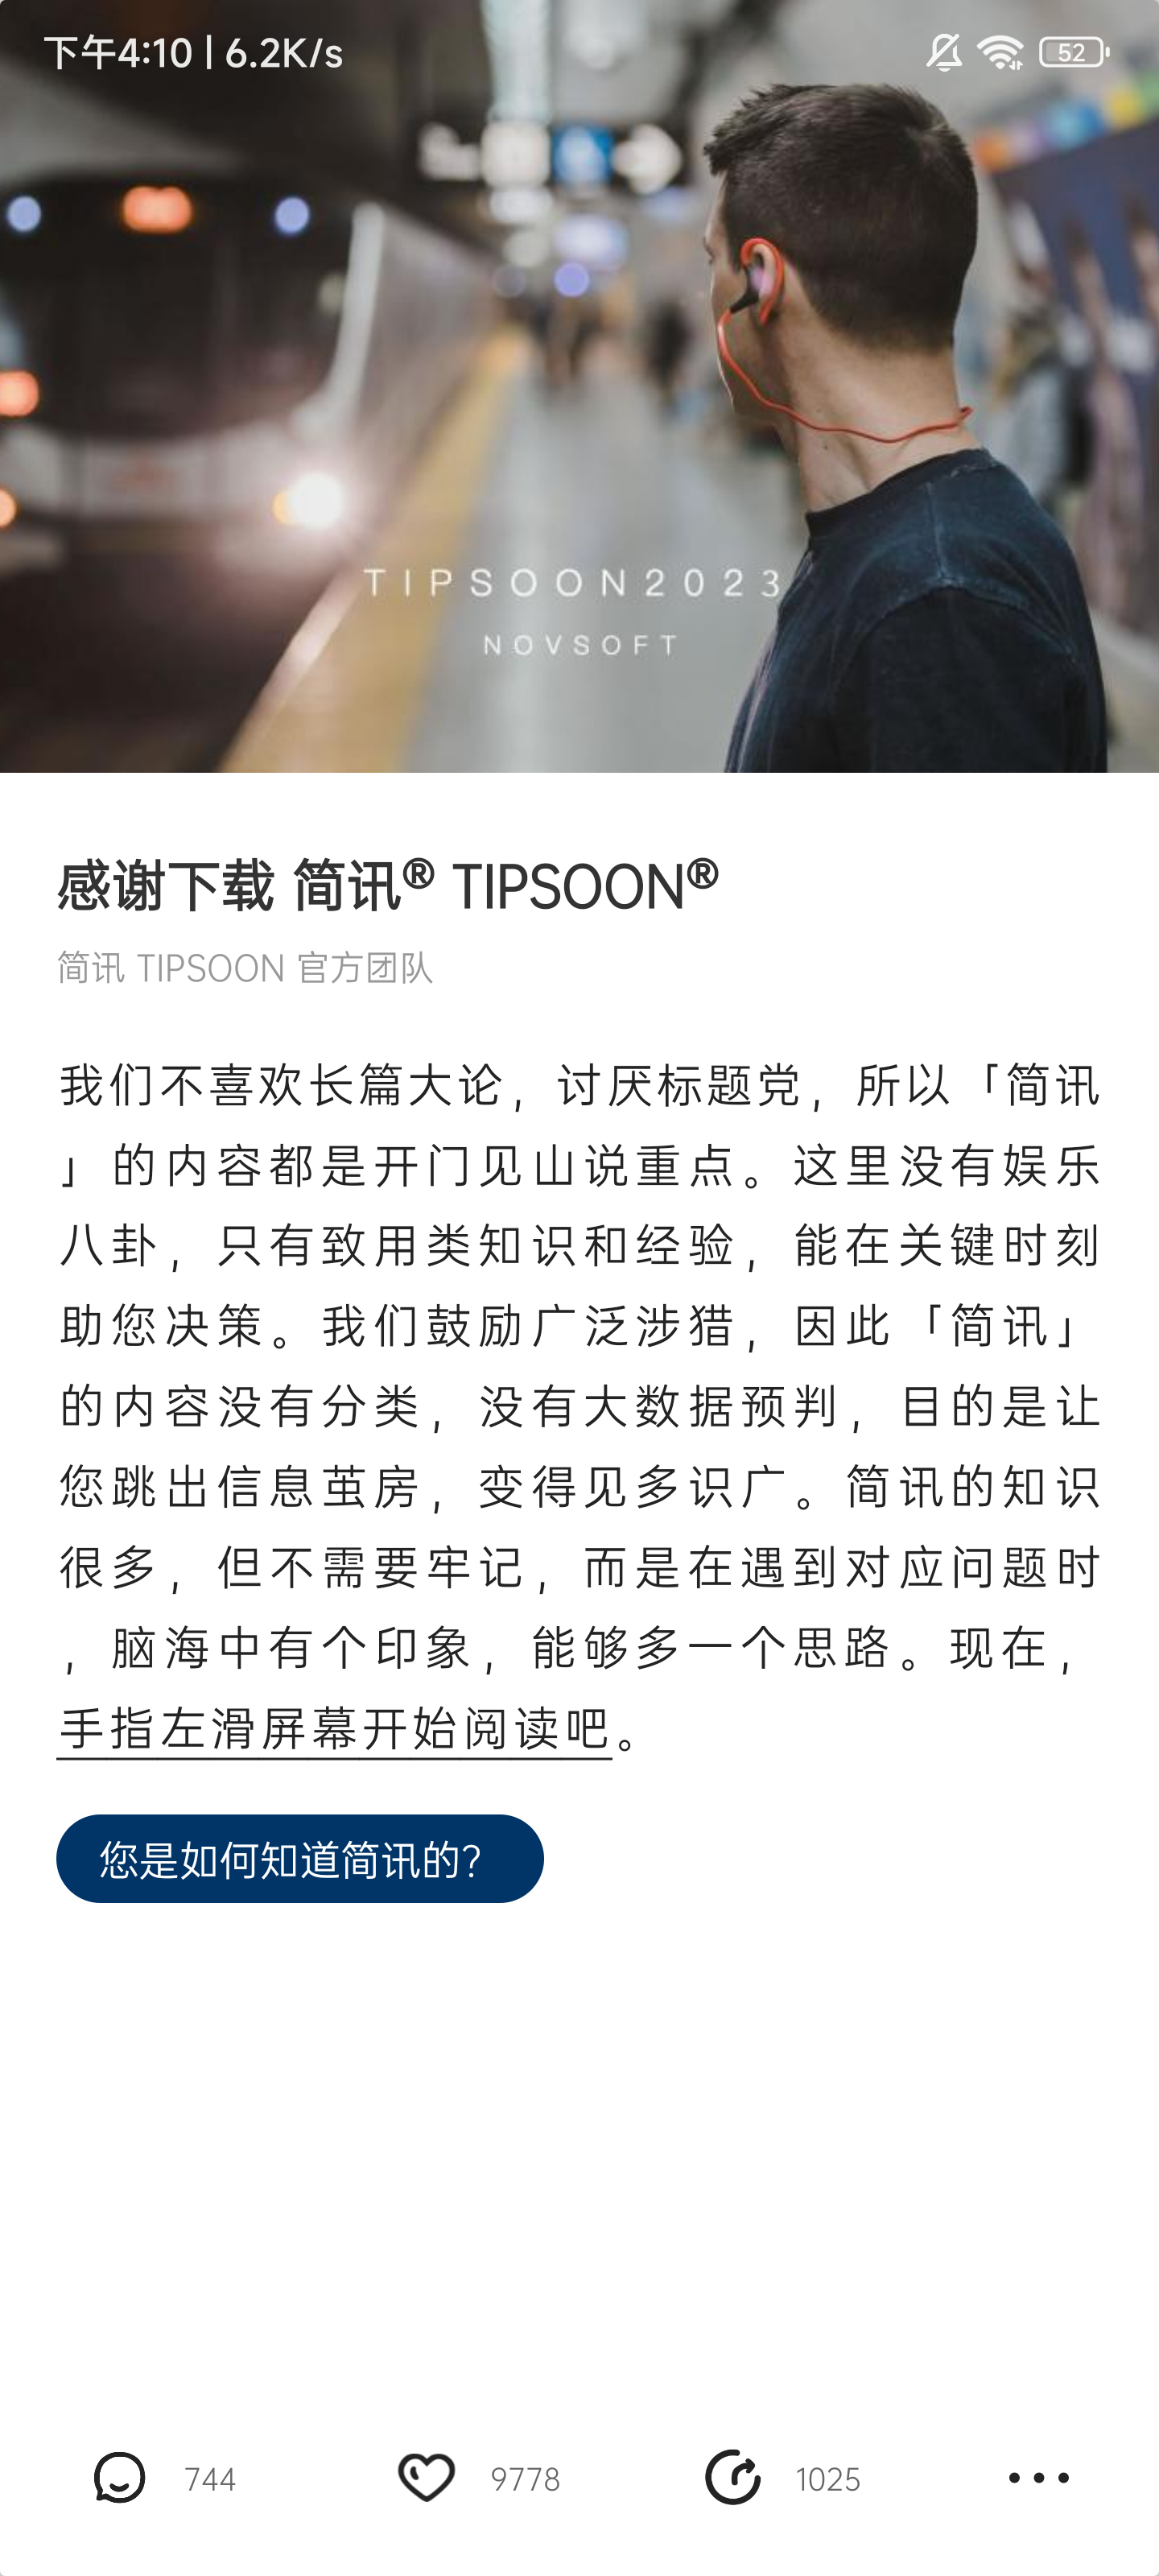 下午4:10 | 6.2K/s
52
TIPSOON2023
NOVSOFT
感谢下载 简讯® TIPSOON®
简讯 TIPSOON 官方团队
我们不喜欢长篇大论，讨厌标题党，所以「简讯
」的内容都是开门见山说重点。这里没有娱乐
八卦，只有致用类知识和经验，能在关键时刻
助您决策。我们鼓励广泛涉猎，因此「简讯」
的内容没有分类，没有大数据预判，目的是让
您跳出信息茧房，变得见多识广。简讯的知识
很多，但不需要牢记，而是在遇到对应问题时
，脑海中有个印象，能够多一个思路。现在，
手指左滑屏幕开始阅读吧。
您是如何知道简讯的？
744
9778
1025